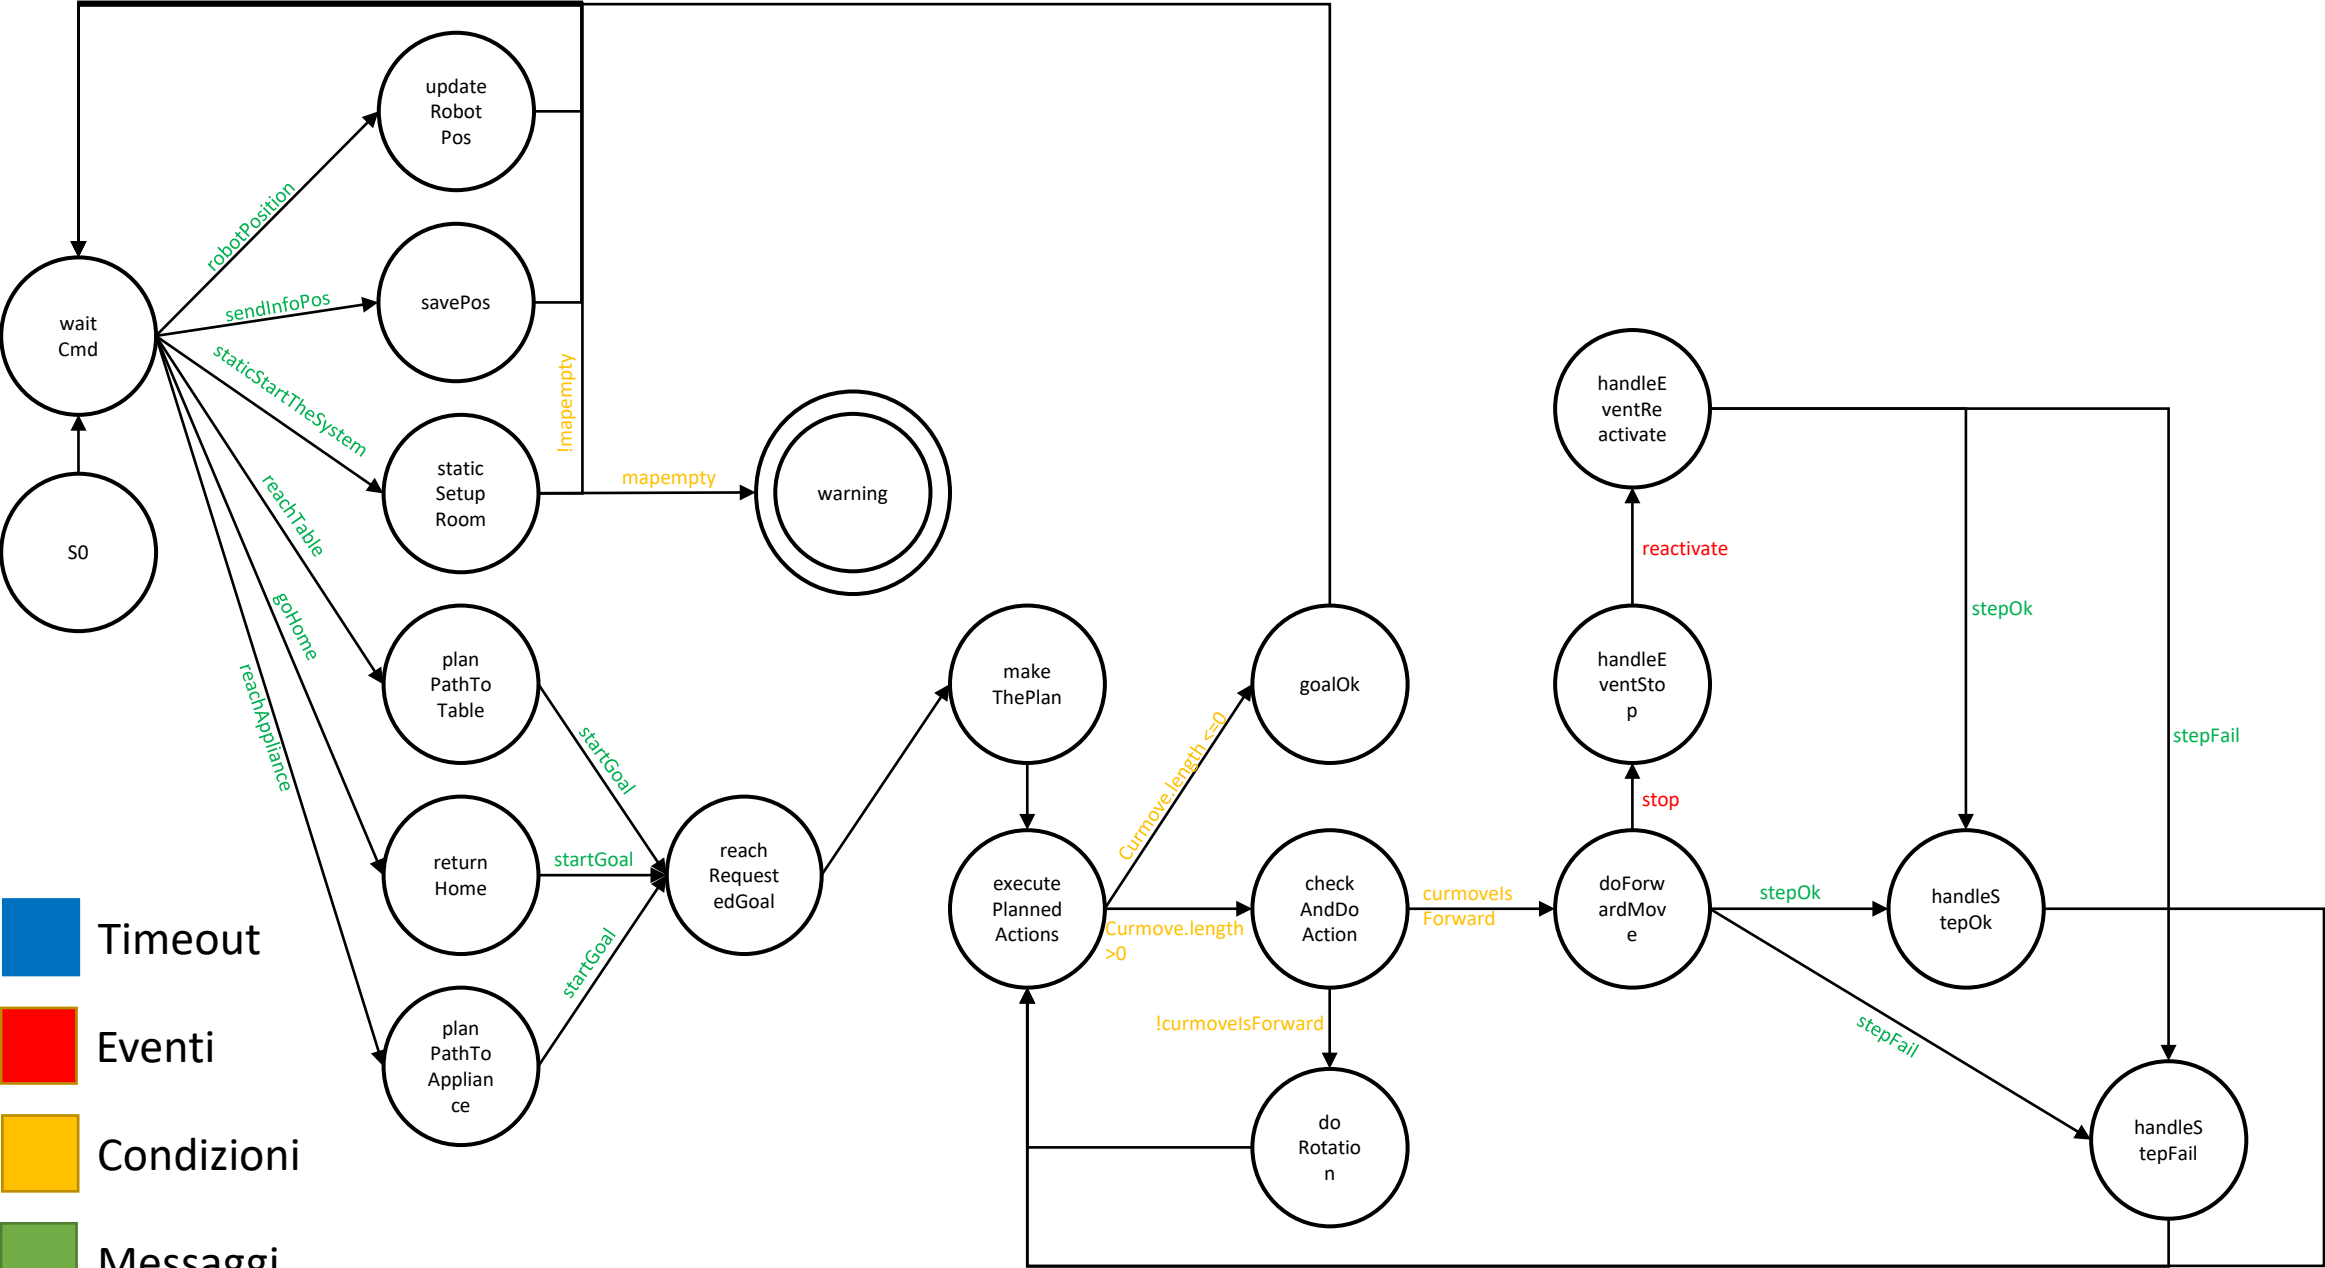 update
Robot
Pos
robotPosition
savePos
sendInfoPos
wait
Cmd
staticStartTheSystem
!mapempty
static
Setup
Room
mapempty
warning
S0
reachTable
goHome
reachAppliance
plan
PathTo
Table
startGoal
return
Home
startGoal
plan
PathTo
Applian
ce
startGoal
reach
Request
edGoal
make
ThePlan
goalOk
Curmove.length <=0
execute
Planned
Actions
Curmove.length
>0
check
AndDo
Action
curmoveIs
Forward
!curmoveIsForward
do
Rotatio
n
handleE
ventRe
activate
reactivate
handleE
ventSto
p
stop
doForw
ardMov
e
stepOk
stepOk
handleS
tepOk
stepFail
stepFail
handleS
tepFail
Timeout
Eventi
Condizioni
Messaggi